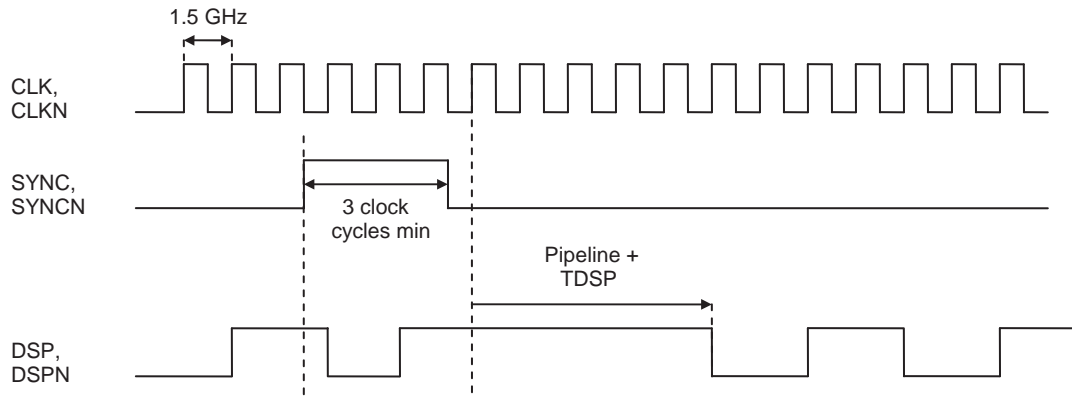 1.5 GHz
CLK,
CLKN
SYNC,
SYNCN
3 clock
cycles min
Pipeline +
TDSP
DSP,
DSPN